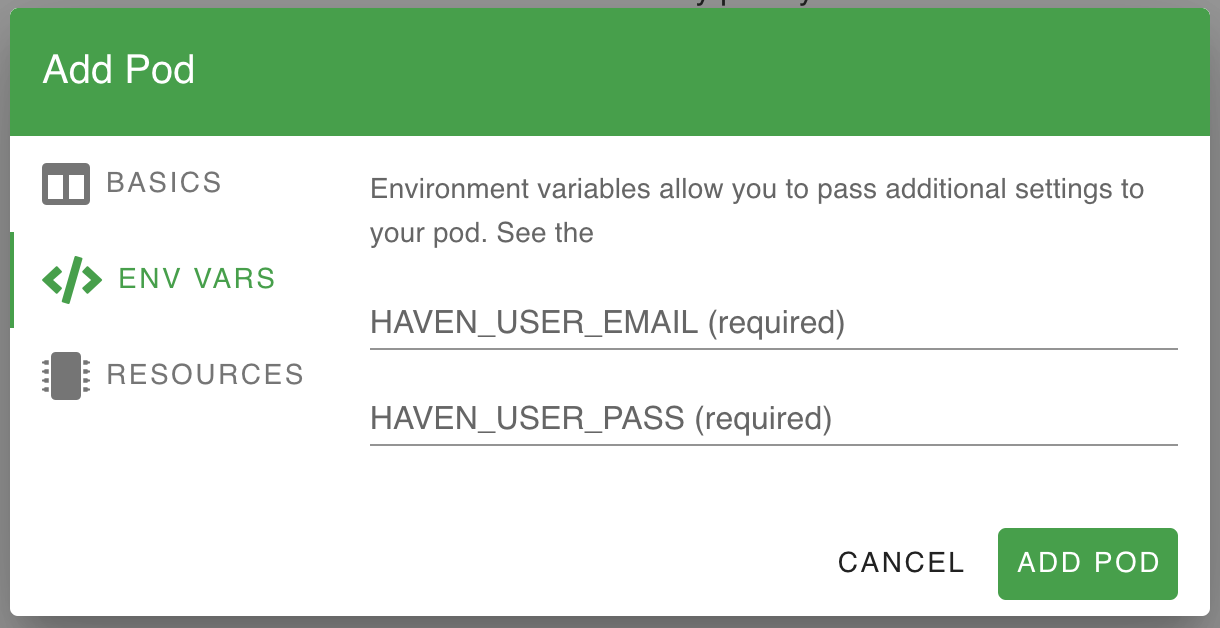 Add Pod
BASICS
ENV VARS
RESOURCES
Environment variables allow you to pass additional settings to
your pod. See the
HAVEN_USER_EMAIL (required)
HAVEN_USER_PASS (required)
CANCEL
ADD POD